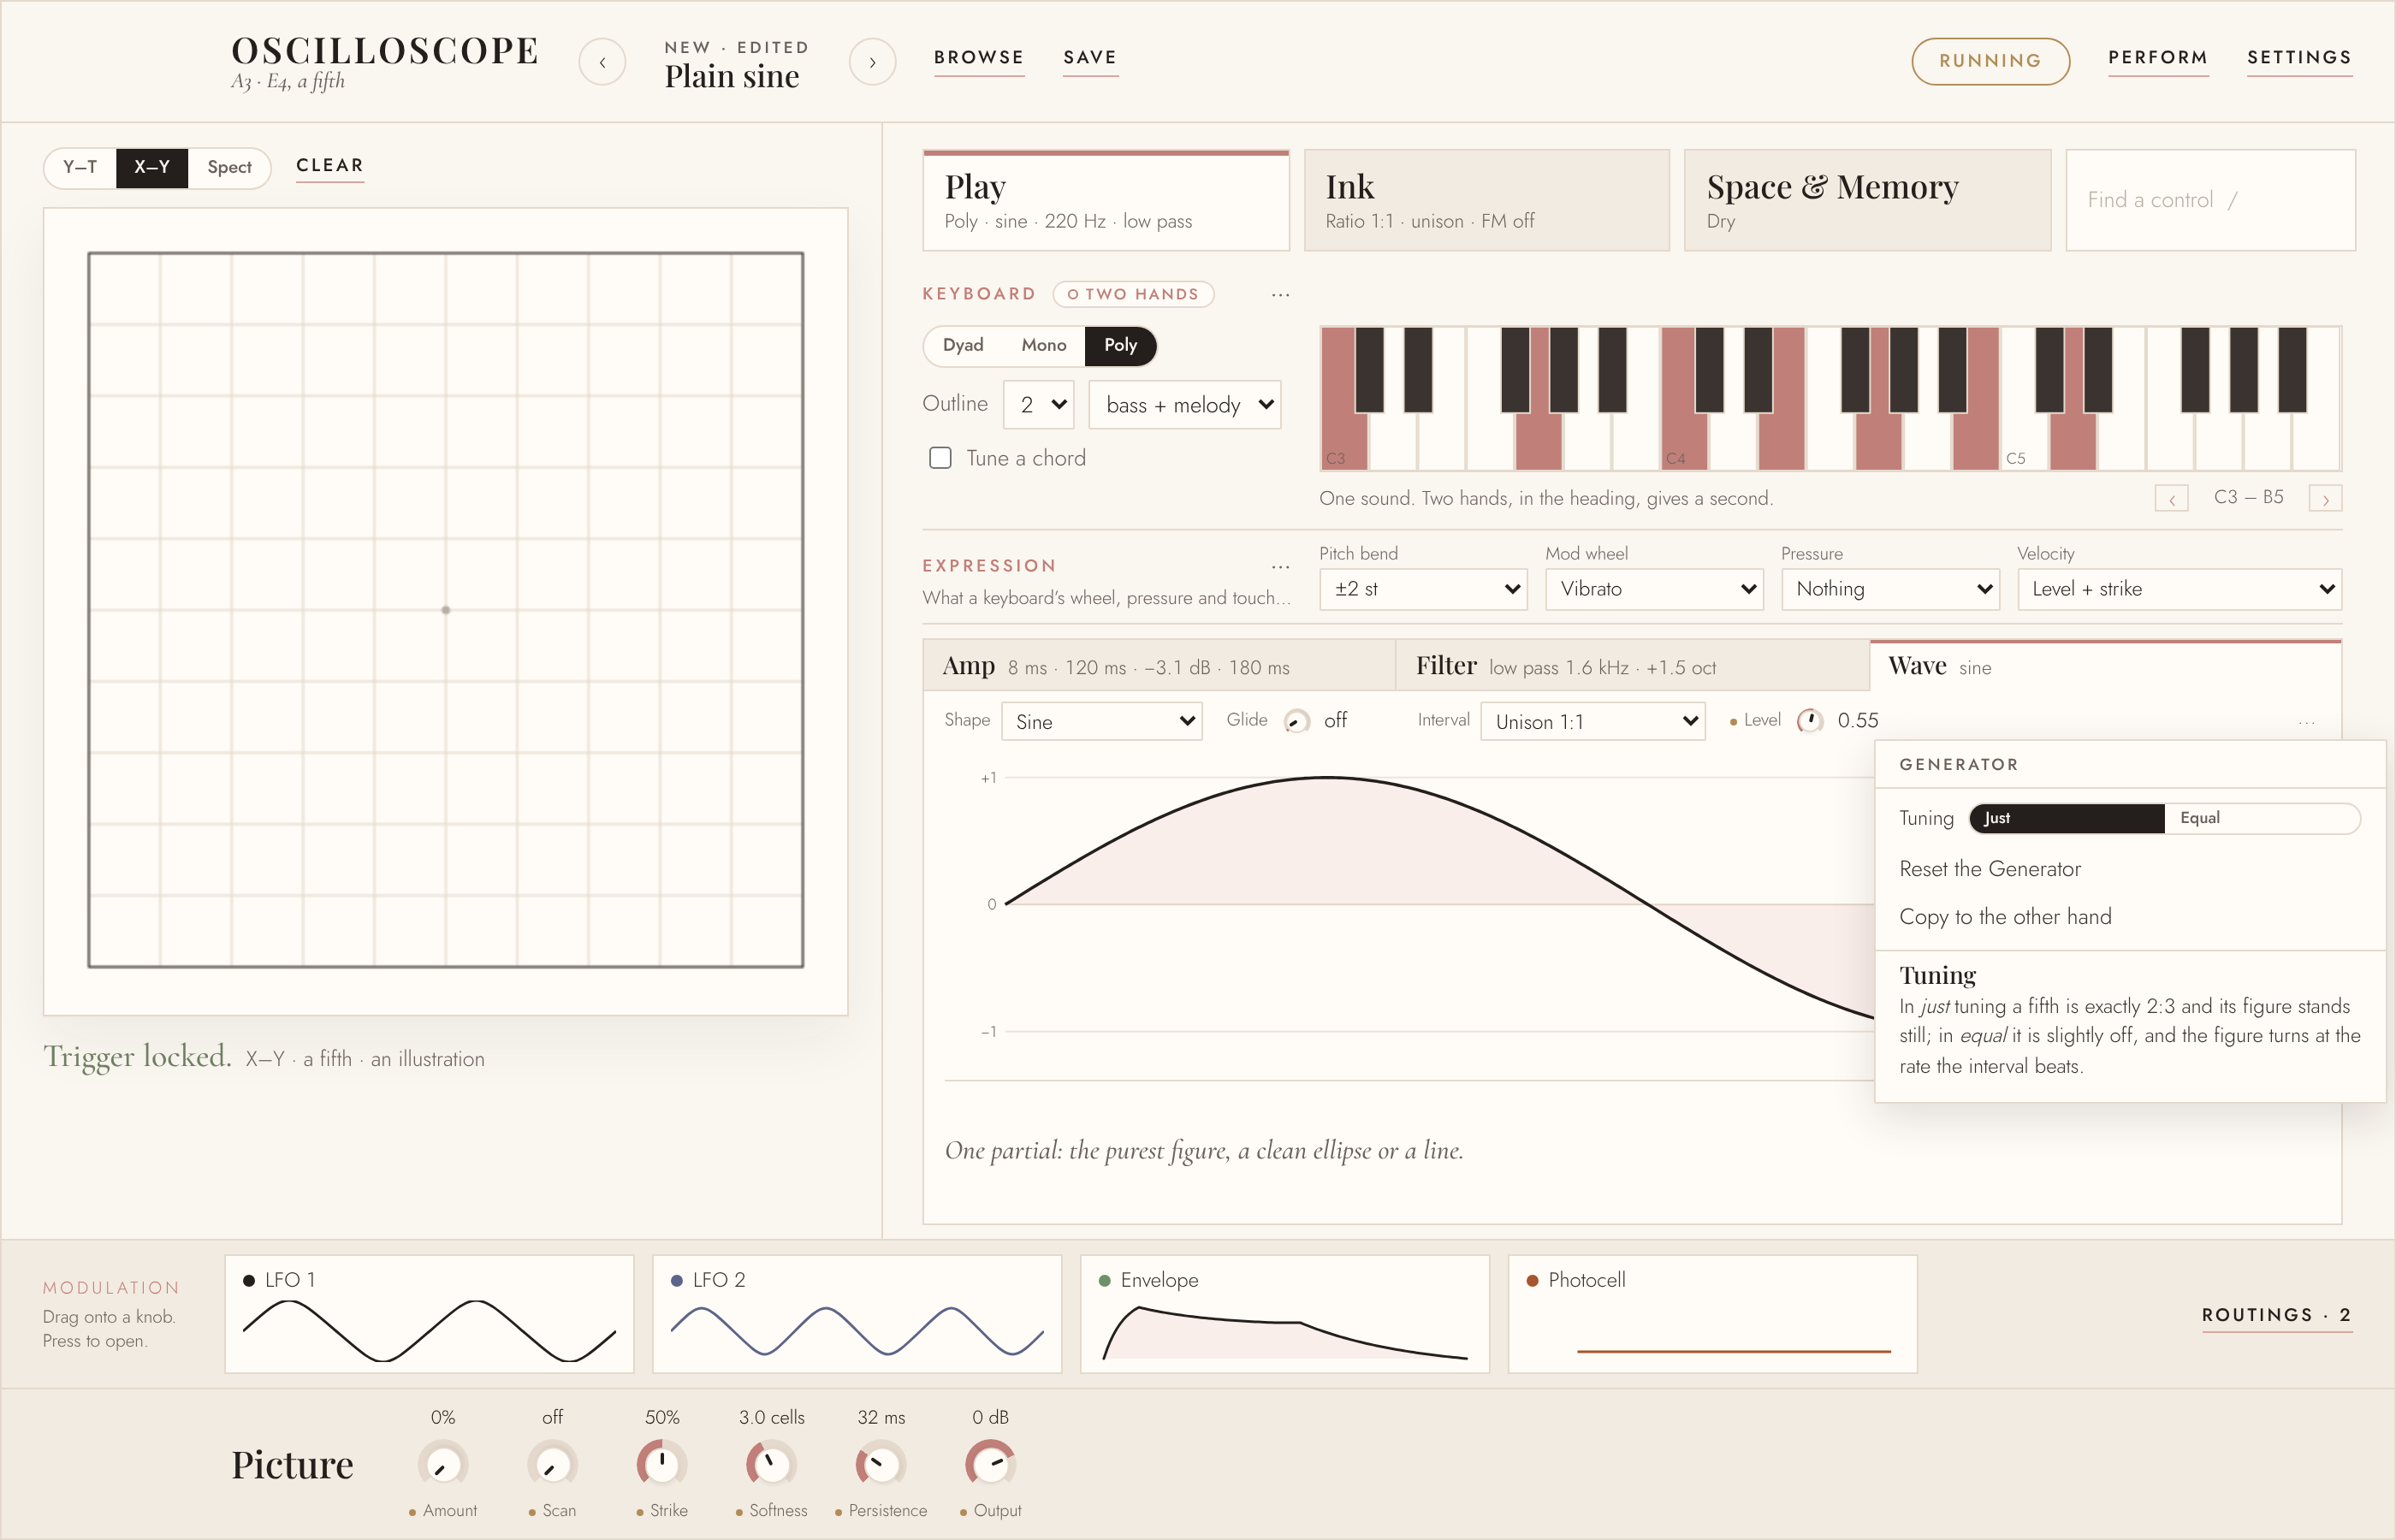 OSCILLOSCOPE
A3 · E4, a fifth
‹
NEW · EDITED
Plain sine
›
BROWSE
SAVE
RUNNING
PERFORM
SETTINGS
Y–T
X–Y
Spect
CLEAR
Trigger locked. X–Y · a fifth · an illustration
Play
Poly · sine · 220 Hz · low pass
Ink
Ratio 1:1 · unison · FM off
Space & Memory
Dry
Find a control /
KEYBOARD
TWO HANDS
...
Dyad
Mono
Poly
Outline
2
bass + melody
Tune a chord
C3
C4
C5
One sound. Two hands, in the heading, gives a second.
‹
C3 – B5
›
EXPRESSION
...
What a keyboard's wheel, pressure and touch...
Pitch bend
±2 st
Mod wheel
Vibrato
Pressure
Nothing
Velocity
Level + strike
Amp 8 ms · 120 ms · −3.1 dB · 180 ms
Filter low pass 1.6 kHz · +1.5 oct
Wave sine
Shape
Sine
Glide
off
Interval
Unison 1:1
Level
0.55
...
+1
0
−1
GENERATOR
Tuning
Just
Equal
Reset the Generator
Copy to the other hand
Tuning
In just tuning a fifth is exactly 2:3 and its figure stands
still; in equal it is slightly off, and the figure turns at the
rate the interval beats.
One partial: the purest figure, a clean ellipse or a line.
MODULATION
Drag onto a knob.
Press to open.
LFO 1
LFO 2
Envelope
Photocell
ROUTINGS · 2
Picture
0%
Amount
off
Scan
50%
Strike
3.0 cells
Softness
32 ms
Persistence
0 dB
Output